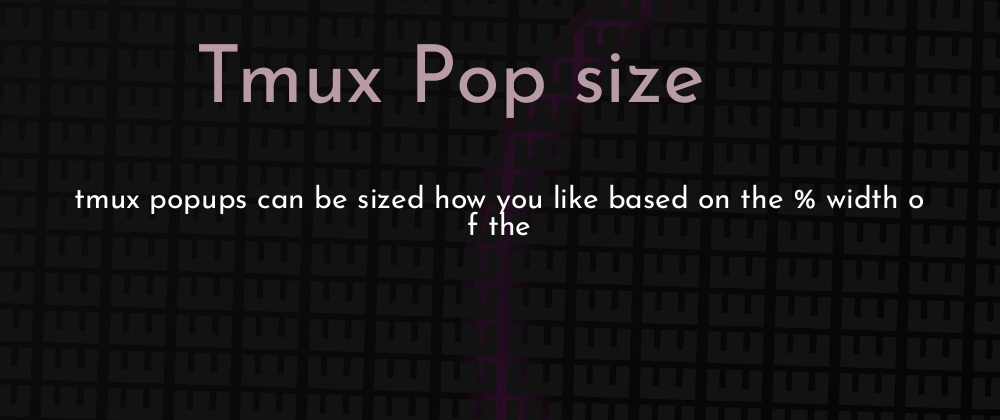 Tmux Pop size
tmux popups can be sized how you like based on the % width o
f the